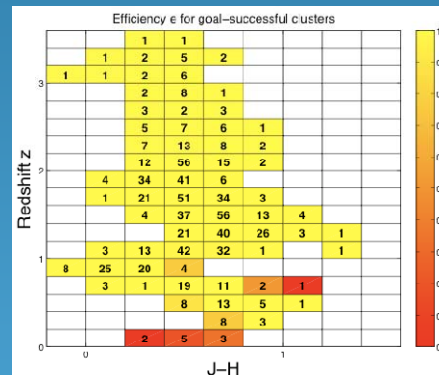 Efficiency e for goal-successful clusters
1 1
1 2 5 2
1 1 2 6
3
2 8 1
3 2 3
5 7 6 1
7 13 8 2
2
12 56 15 2
4 34 41 6
1 21 51 34 3
4 37 56 13 4
21 40 26 3 1
3 13 42 32 1 1
1
8 25 20 4
3 1 19 11 2 1
8 13 5 1
8 3
2 5 3
0
0 1
Redshift z
J-H